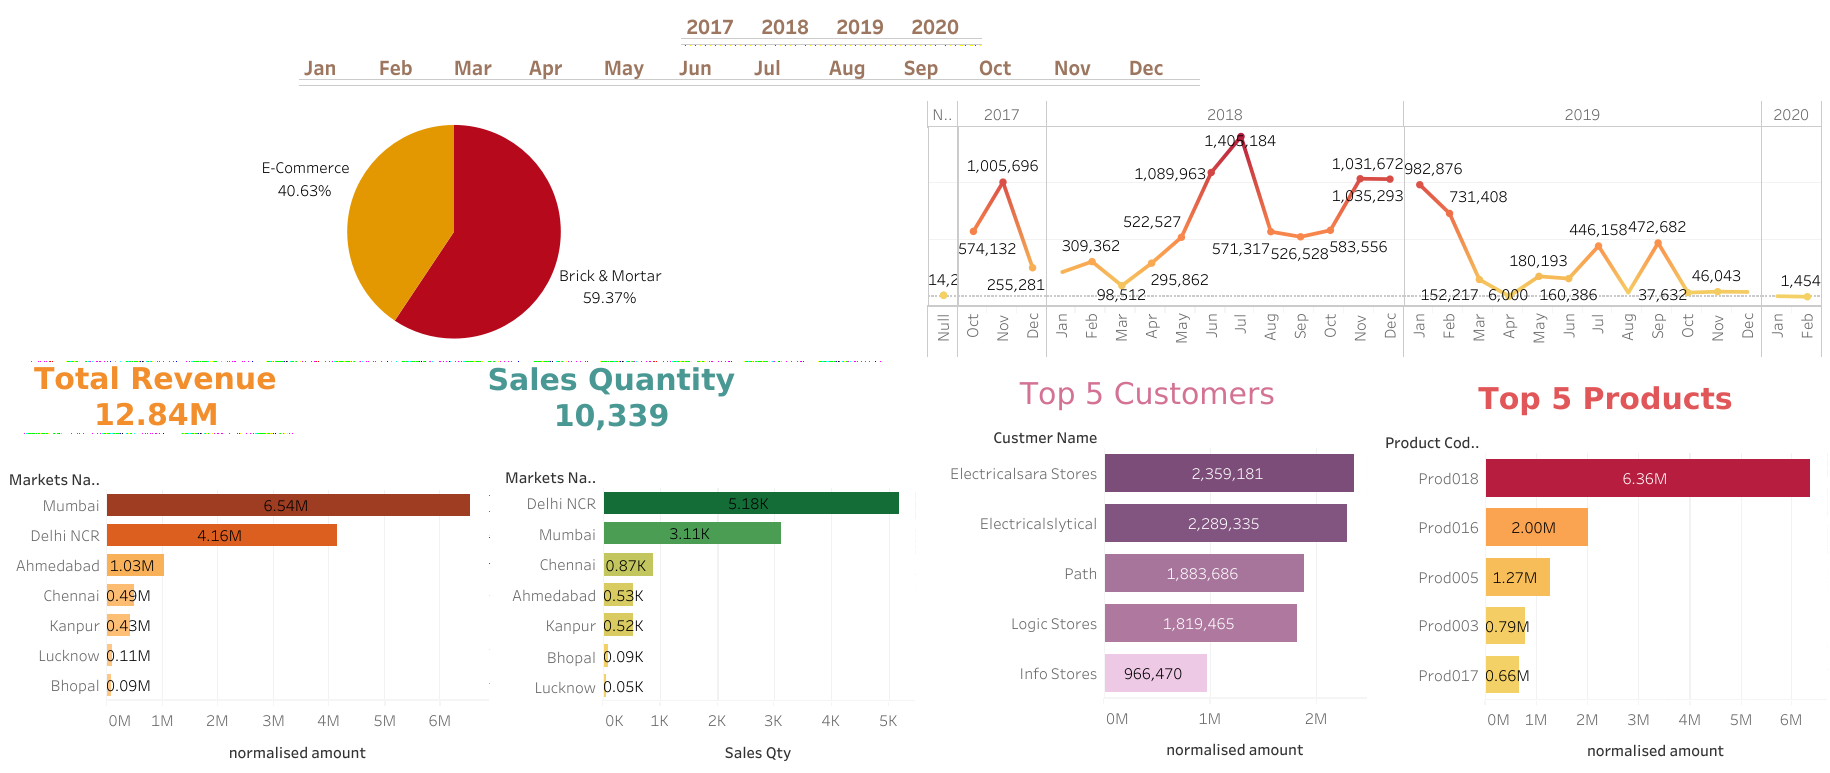 2017 2018 2019 2020
Jan Feb Mar Apr May Jun Jul Aug Sep Oct Nov Dec
E-Commerce
40.63%
Brick & Mortar
59.37%
N.. 2017 2018 2019 2020
1,405,184
1,005,696
1,089,963
1,031,672
982,876
731,408
522,527
1,035,293
446,158
472,682
574,132
309,362
571,317
526,528
583,556
180,193
14,2
255,281
98,512
295,862
152,217
6,000
160,386
37,632
46,043
1,454
Null Oct Nov Dec Jan Feb Mar Apr May Jun Jul Aug Sep Oct Nov Dec Jan Feb Mar Apr May Jun Jul Aug Sep Oct Nov Dec Jan Feb
Total Revenue
12.84M
Markets Na..
Mumbai 6.54M
Delhi NCR 4.16M
Ahmedabad 1.03M
Chennai 0.49M
Kanpur 0.43M
Lucknow 0.11M
Bhopal 0.09M
0M 1M 2M 3M 4M 5M 6M
normalised amount
Sales Quantity
10,339
Markets Na..
Delhi NCR 5.18K
Mumbai 3.11K
Chennai 0.87K
Ahmedabad 0.53K
Kanpur 0.52K
Bhopal 0.09K
Lucknow 0.05K
0K 1K 2K 3K 4K 5K
Sales Qty
Top 5 Customers
Custmer Name
Electricalsara Stores 2,359,181
Electricalslytical 2,289,335
Path 1,883,686
Logic Stores 1,819,465
Info Stores 966,470
0M 1M 2M
normalised amount
Top 5 Products
Product Cod..
Prod018 6.36M
Prod016 2.00M
Prod005 1.27M
Prod003 0.79M
Prod017 0.66M
0M 1M 2M 3M 4M 5M 6M
normalised amount